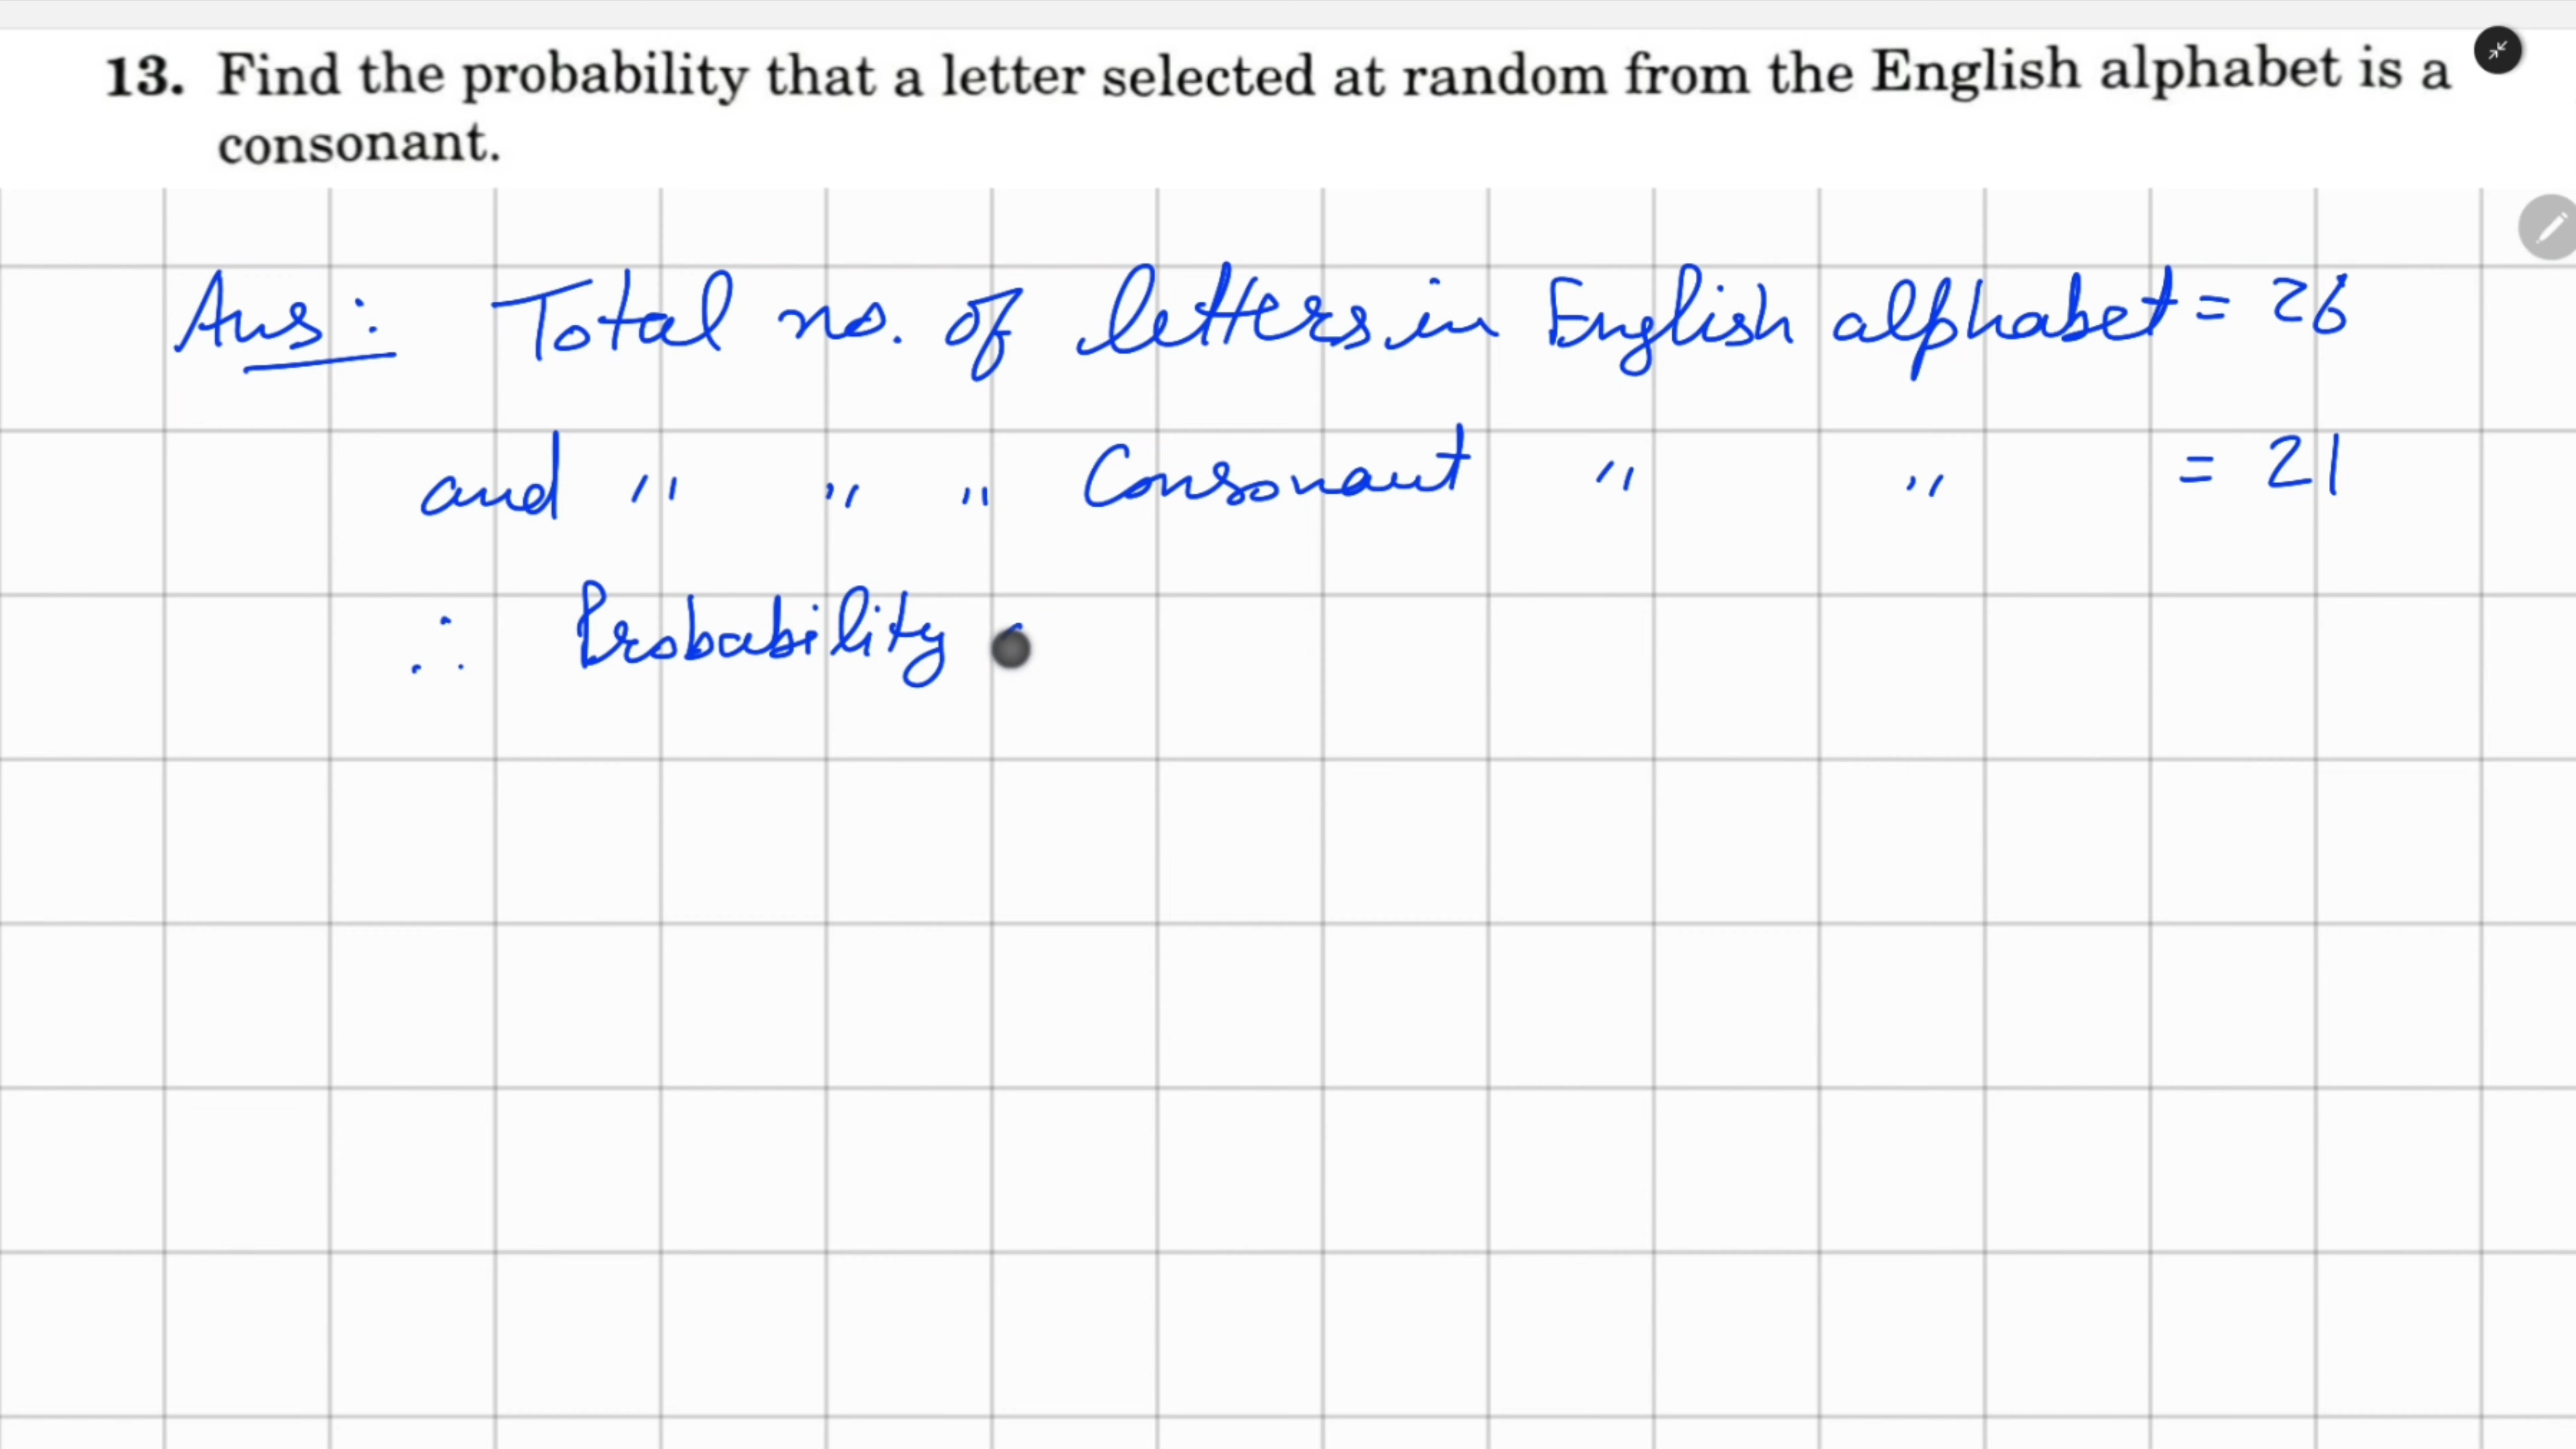 13. Find the probability that a letter selected at random from the English alphabet is a
consonant.
Ans: Total no. of letters in English alphabet = 26
and " " " Consonant " " = 21
∴ Probability